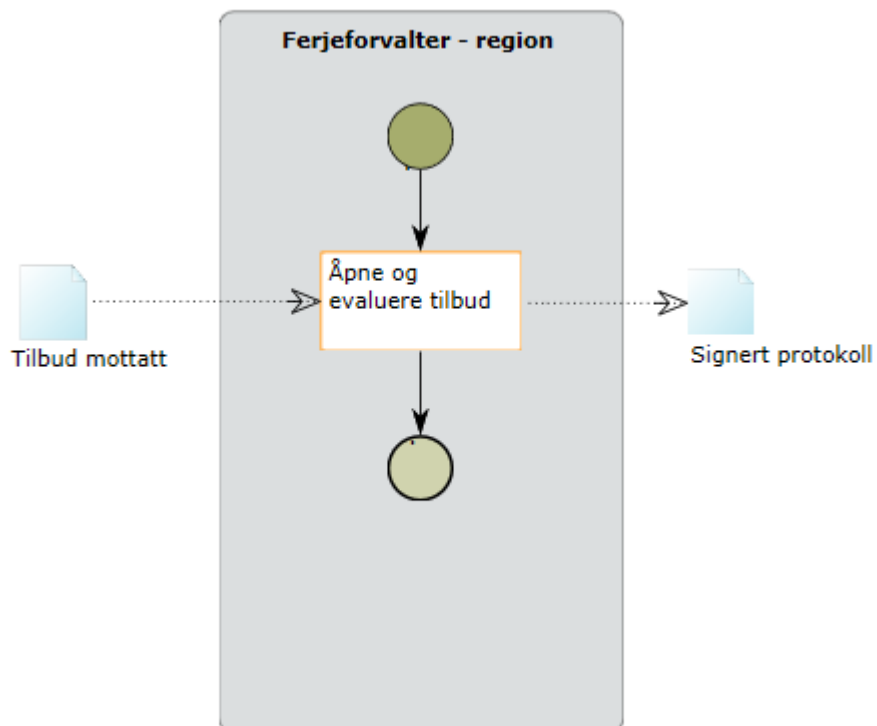 Ferjeforvalter - region
Åpne og
evaluere tilbud
Tilbud mottatt
Signert protokoll